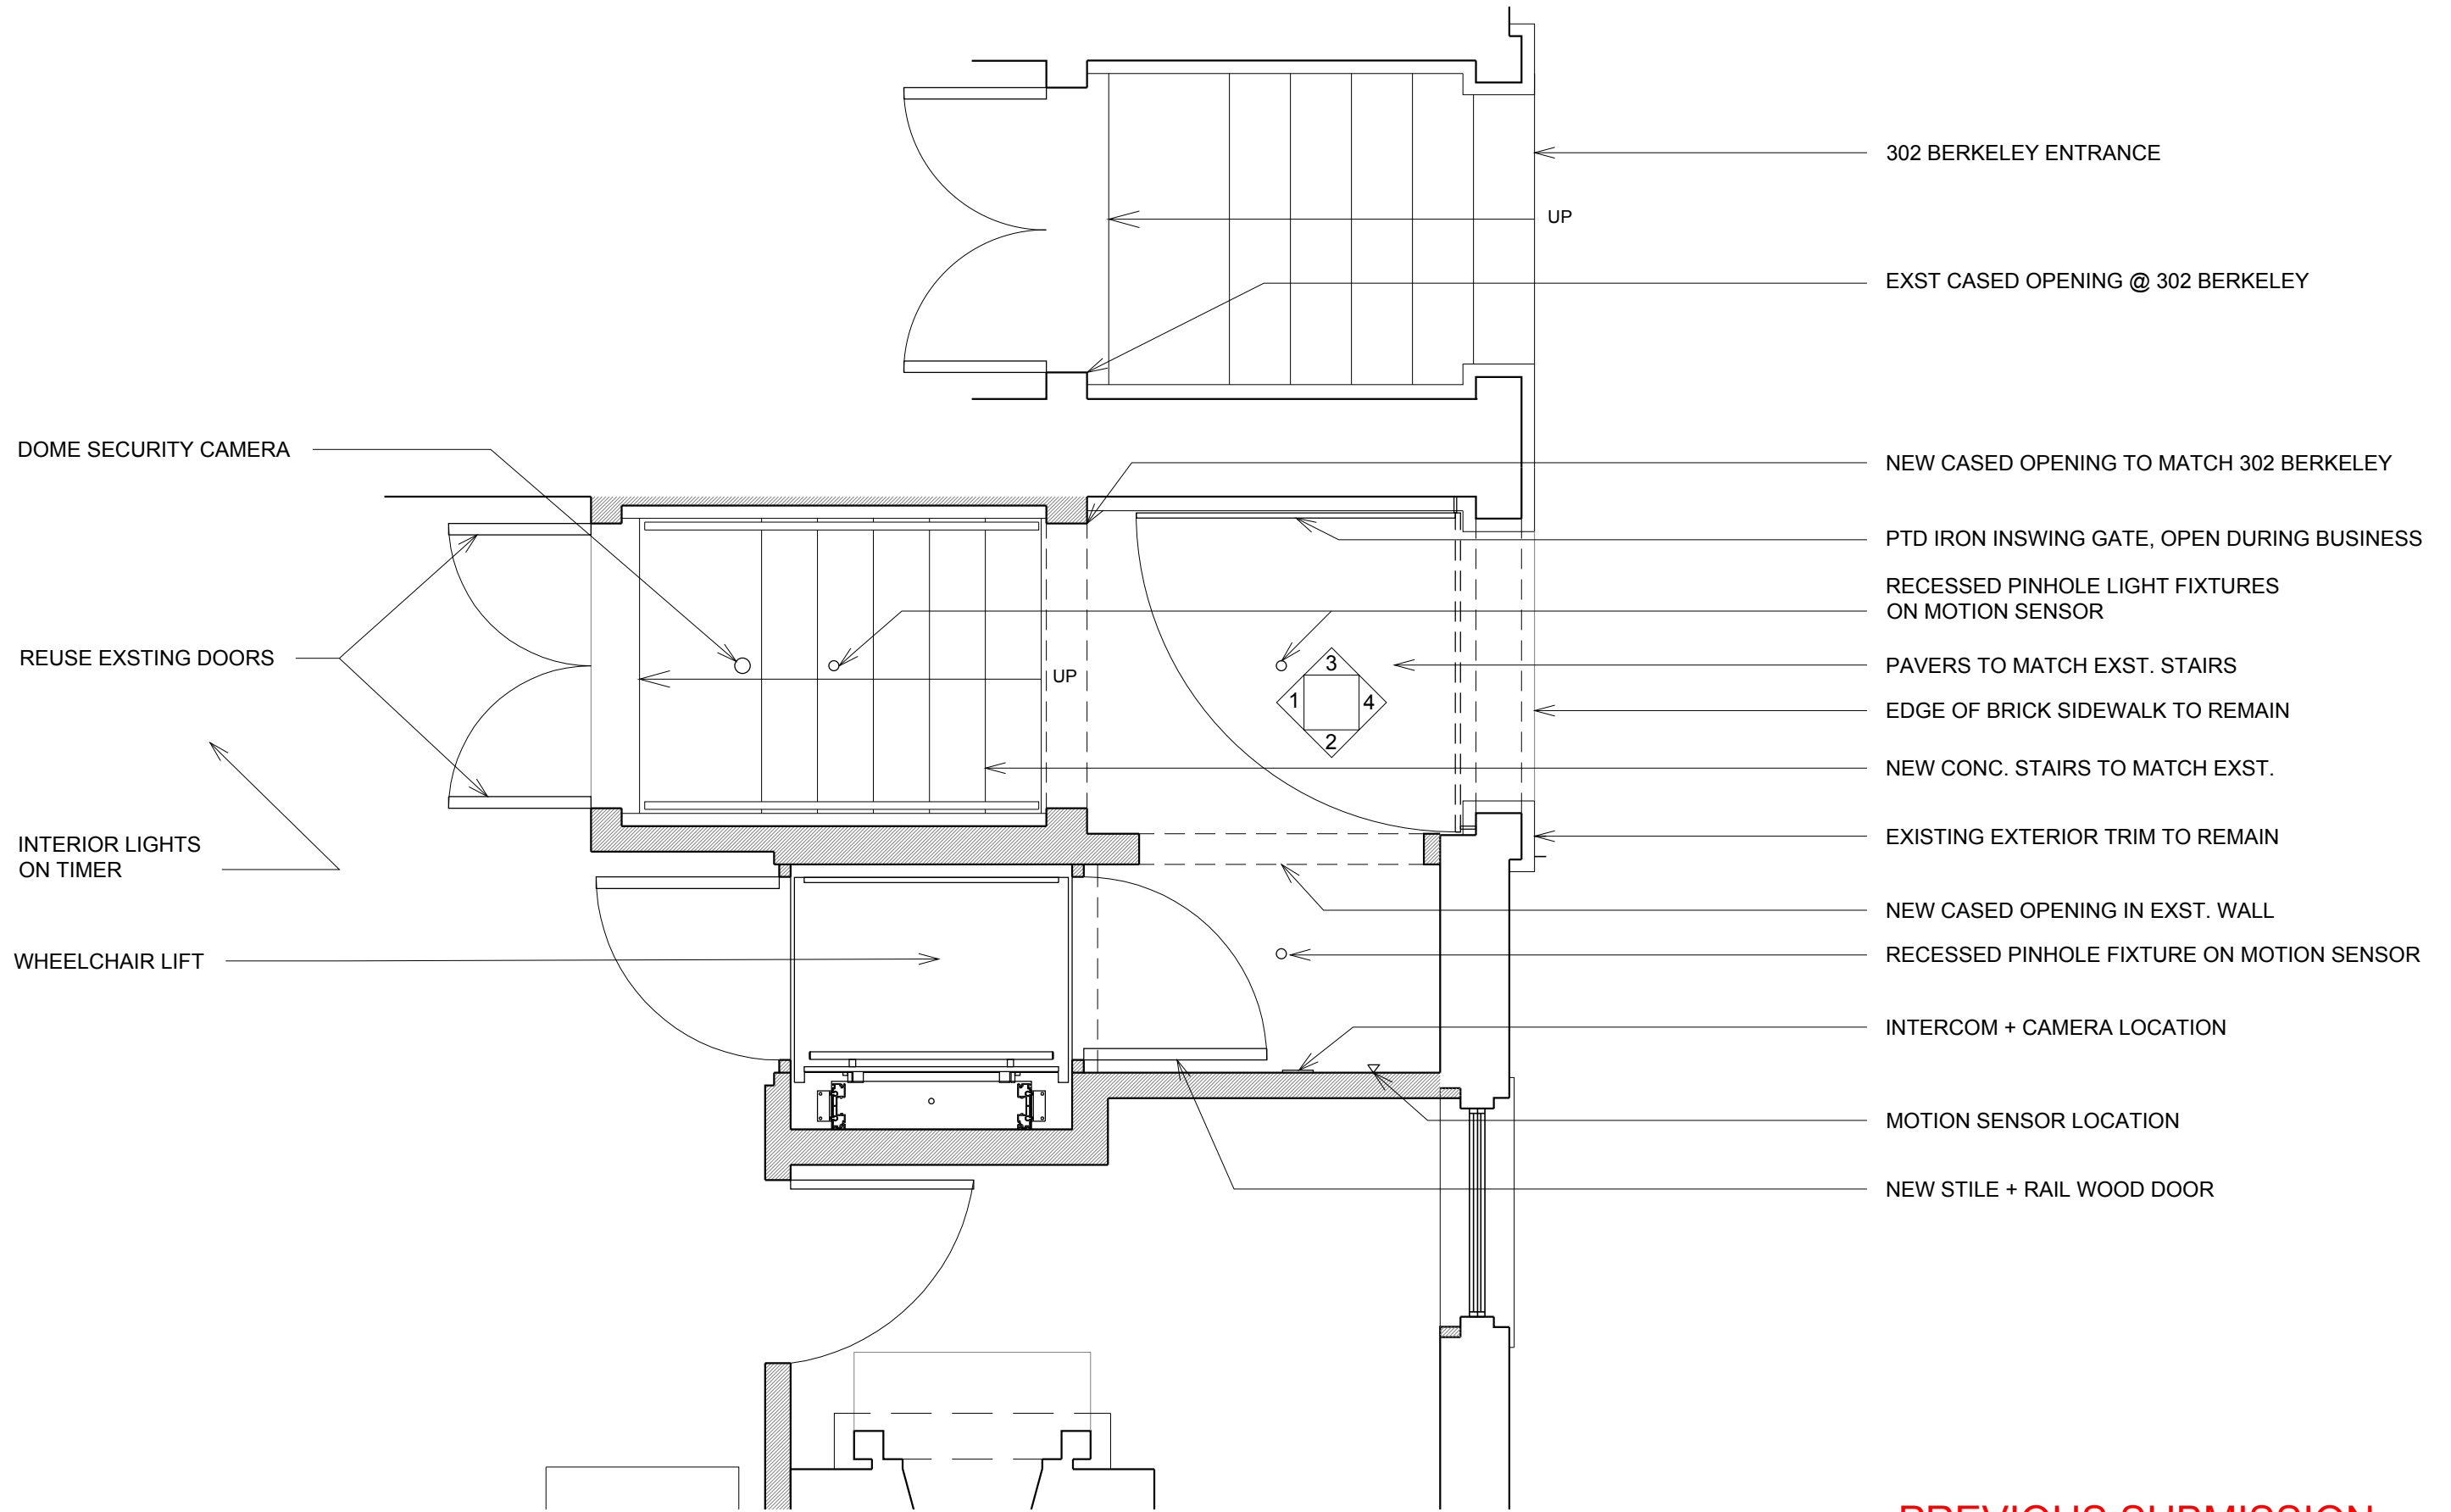 302 BERKELEY ENTRANCE
UP
EXST CASED OPENING @ 302 BERKELEY
DOME SECURITY CAMERA
NEW CASED OPENING TO MATCH 302 BERKELEY
PTD IRON INSWING GATE, OPEN DURING BUSINESS
RECESSED PINHOLE LIGHT FIXTURES
ON MOTION SENSOR
REUSE EXSTING DOORS
UP
3
1
4
2
PAVERS TO MATCH EXST. STAIRS
EDGE OF BRICK SIDEWALK TO REMAIN
NEW CONC. STAIRS TO MATCH EXST.
INTERIOR LIGHTS
ON TIMER
EXISTING EXTERIOR TRIM TO REMAIN
NEW CASED OPENING IN EXST. WALL
WHEELCHAIR LIFT
RECESSED PINHOLE FIXTURE ON MOTION SENSOR
INTERCOM + CAMERA LOCATION
MOTION SENSOR LOCATION
NEW STILE + RAIL WOOD DOOR
PREVIOUS SUBMISSION